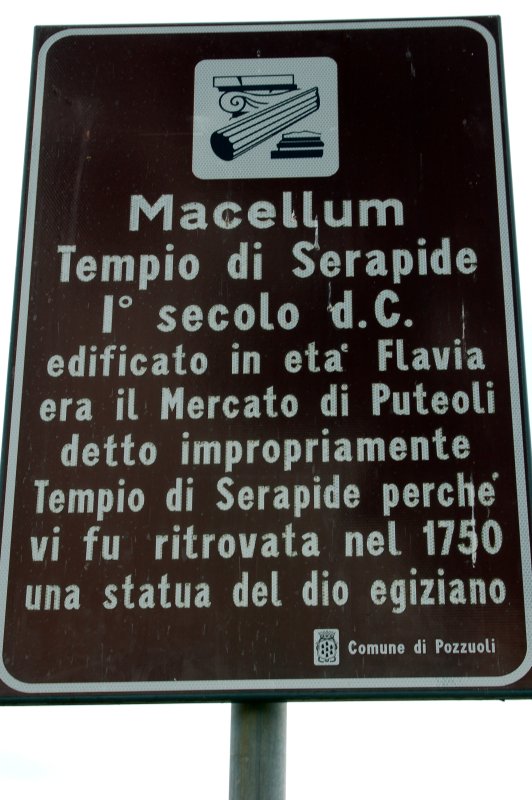 Macellum
Tempio di Serapide
I° secolo d.C.
edificato in eta' Flavia
era il Mercato di Puteoli
detto impropriamente
Tempio di Serapide perche'
vi fu ritrovata nel 1750
una statua del dio egiziano
Comune di Pozzuoli